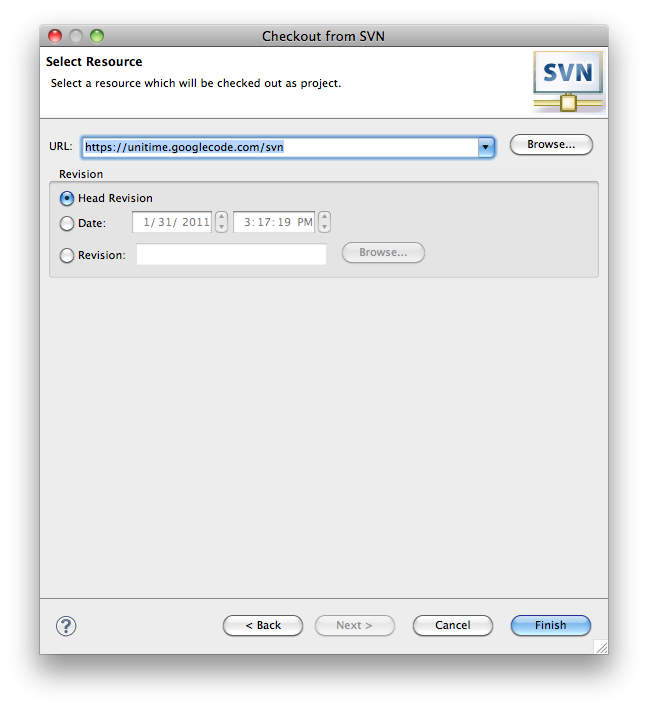 Checkout from SVN
Select Resource
Select a resource which will be checked out as project.
SVN
URL: https://unitime.googlecode.com/svn Browse...
Revision
Head Revision
Date: 1/31/2011 3:17:19 PM
Revision: Browse...
? < Back Next > Cancel Finish